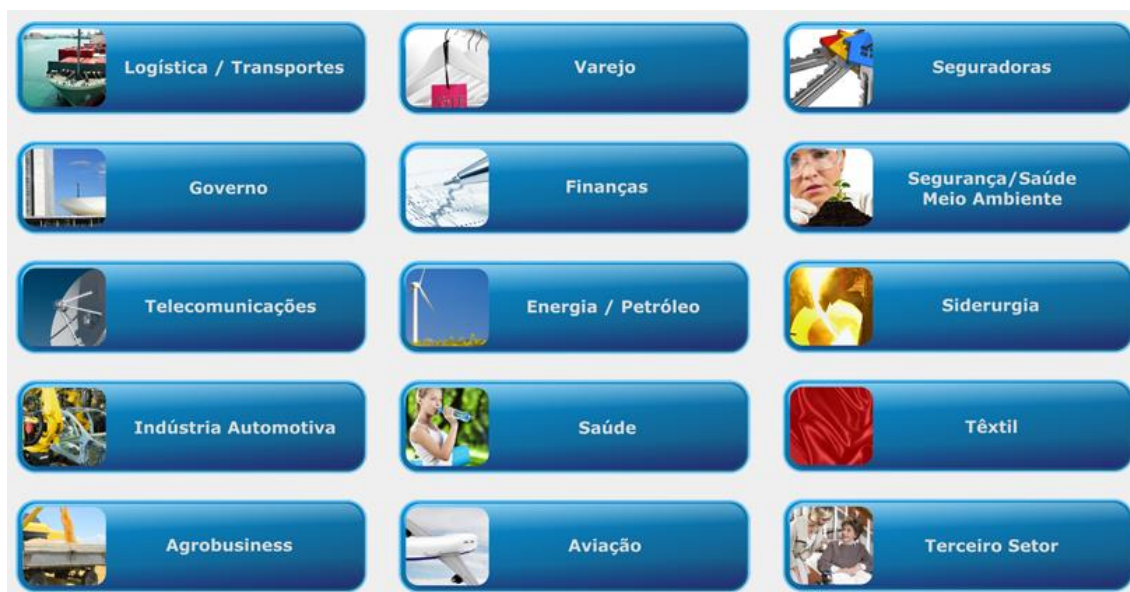 Logística / Transportes
Varejo
Seguradoras
Governo
Finanças
Segurança/Saúde
Meio Ambiente
Telecomunicações
Energia / Petróleo
Siderurgia
Indústria Automotiva
Saúde
Têxtil
Agrobusiness
Aviação
Terceiro Setor